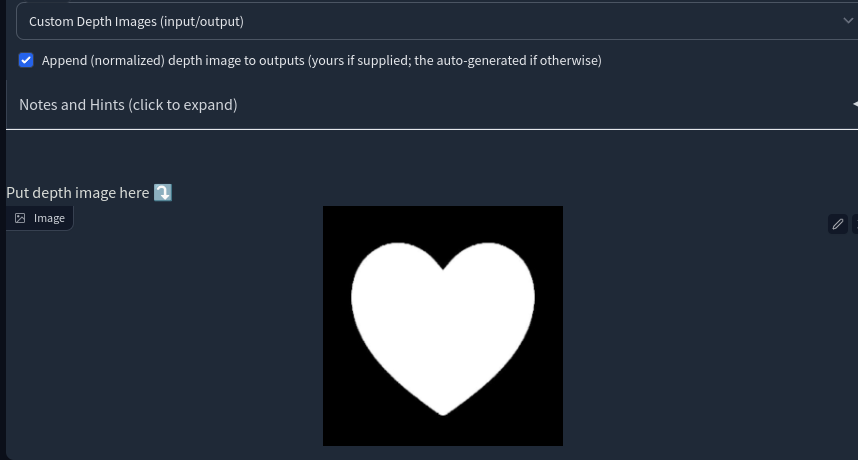 Custom Depth Images (input/output)
Append (normalized) depth image to outputs (yours if supplied; the auto-generated if otherwise)
Notes and Hints (click to expand)
Put depth image here ⤵️
Image